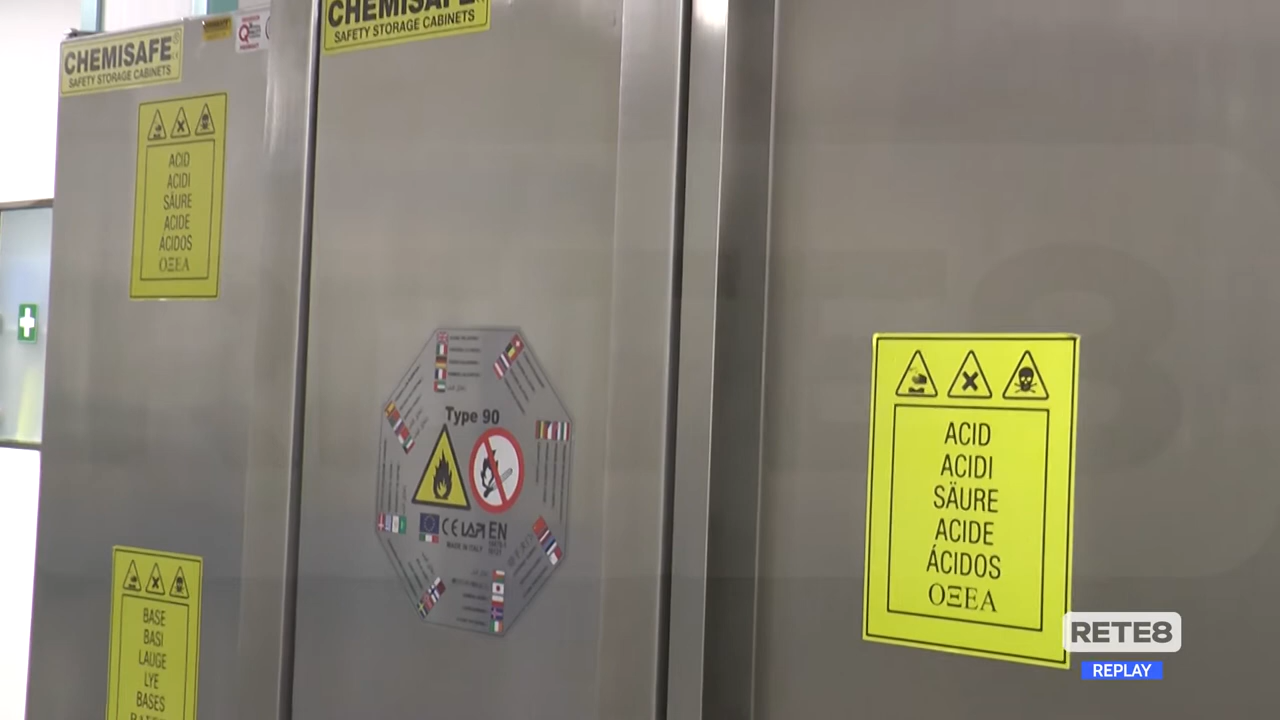 CHEMISAFE
SAFETY STORAGE CABINETS
ACID
ACIDI
SÄURE
ACIDE
ÁCIDOS
ΟΞΕΑ
BASE
BASI
LAUGE
LYE
BASES
CHEMISAFE
SAFETY STORAGE CABINETS
Type 90
CE LAPI EN
MADE IN ITALY
ACID
ACIDI
SÄURE
ACIDE
ÁCIDOS
ΟΞΕΑ
RETE8
REPLAY